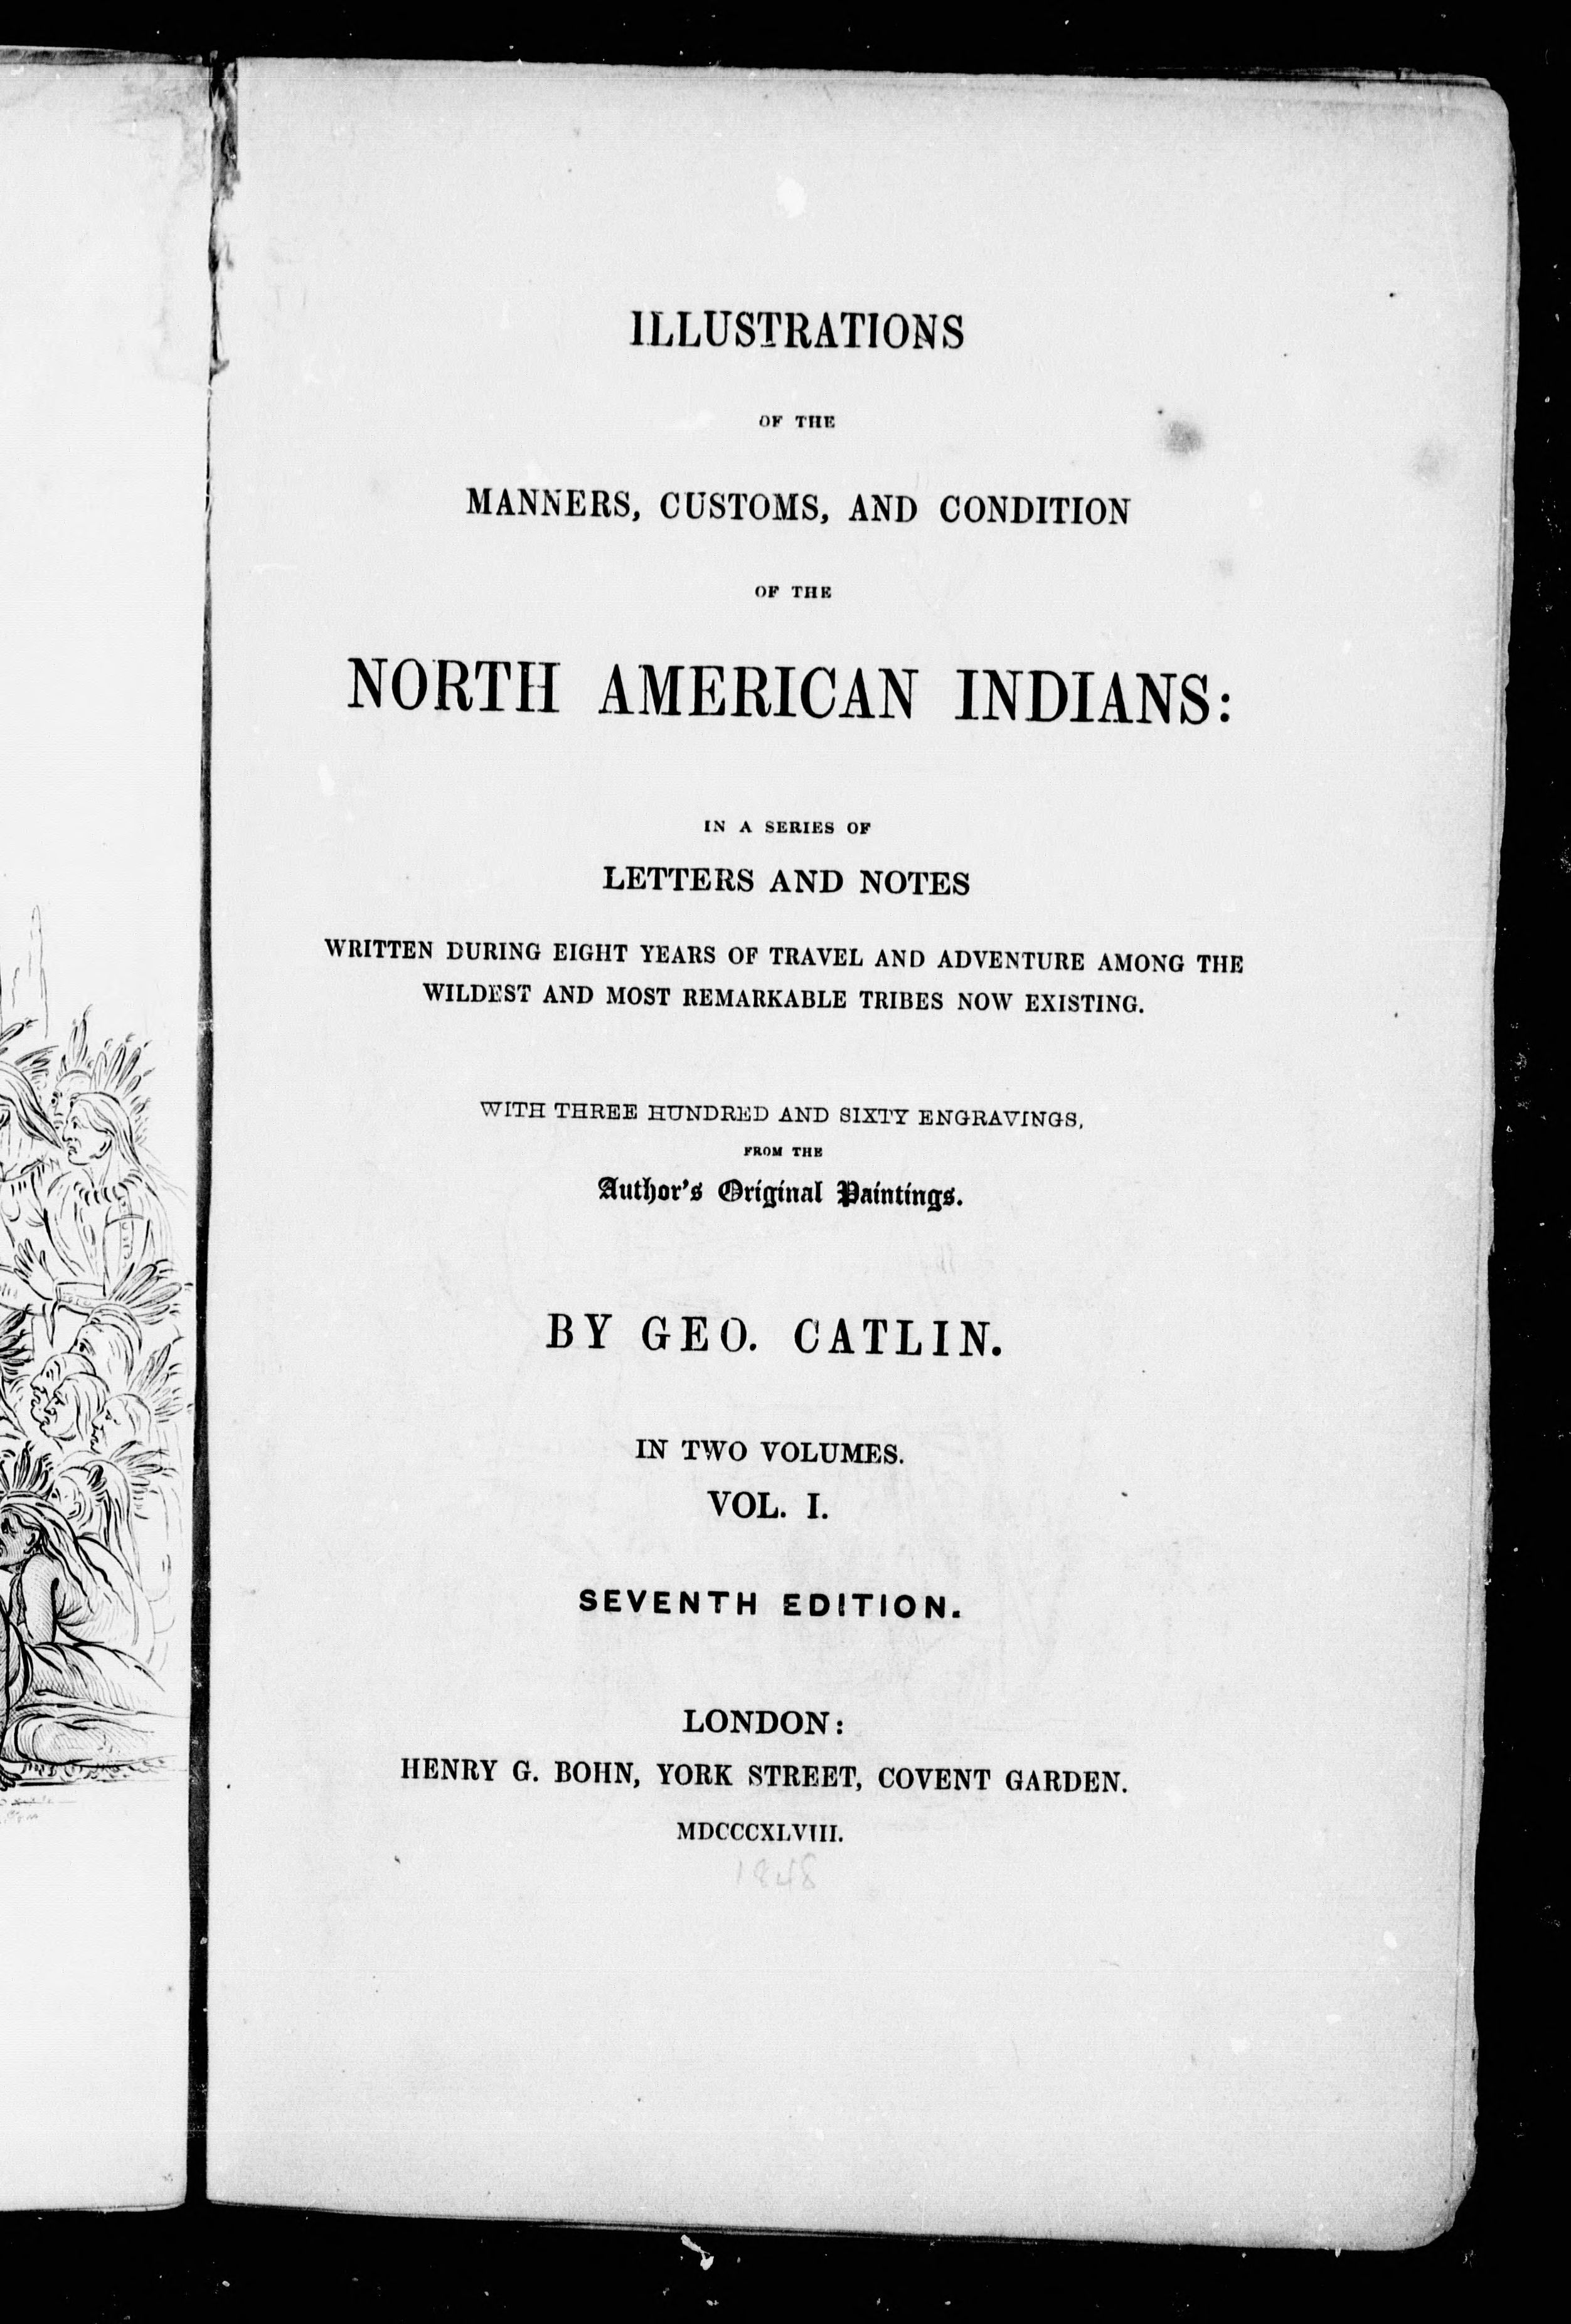 ILLUSTRATIONS
OF THE
MANNERS, CUSTOMS, AND CONDITION
OF THE
NORTH AMERICAN INDIANS:
IN A SERIES OF
LETTERS AND NOTES
WRITTEN DURING EIGHT YEARS OF TRAVEL AND ADVENTURE AMONG THE
WILDEST AND MOST REMARKABLE TRIBES NOW EXISTING.
WITH THREE HUNDRED AND SIXTY ENGRAVINGS,
FROM THE
Author's Original Paintings.
BY GEO. CATLIN.
IN TWO VOLUMES.
VOL. I.
SEVENTH EDITION.
LONDON:
HENRY G. BOHN, YORK STREET, COVENT GARDEN.
MDCCCXLVIII.
1848